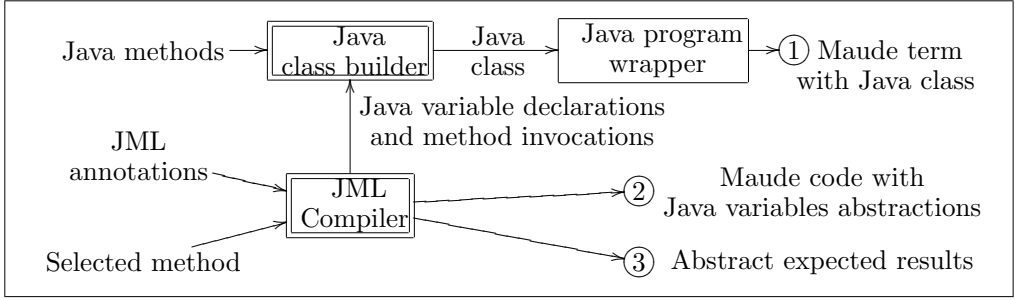 Java methods
Java
class builder
Java
class
Java program
wrapper
1 Maude term
with Java class
Java variable declarations
and method invocations
JML
annotations
JML
Compiler
Selected method
2 Maude code with
Java variables abstractions
3 Abstract expected results